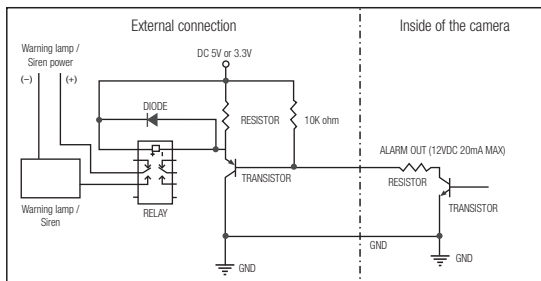 External connection
Inside of the camera
Warning lamp /
Siren power
(−)
(+)
DC 5V or 3.3V
DIODE
RESISTOR
10K ohm
ALARM OUT (12VDC 20mA MAX)
RESISTOR
TRANSISTOR
TRANSISTOR
+
Warning lamp /
Siren
RELAY
GND
GND
GND